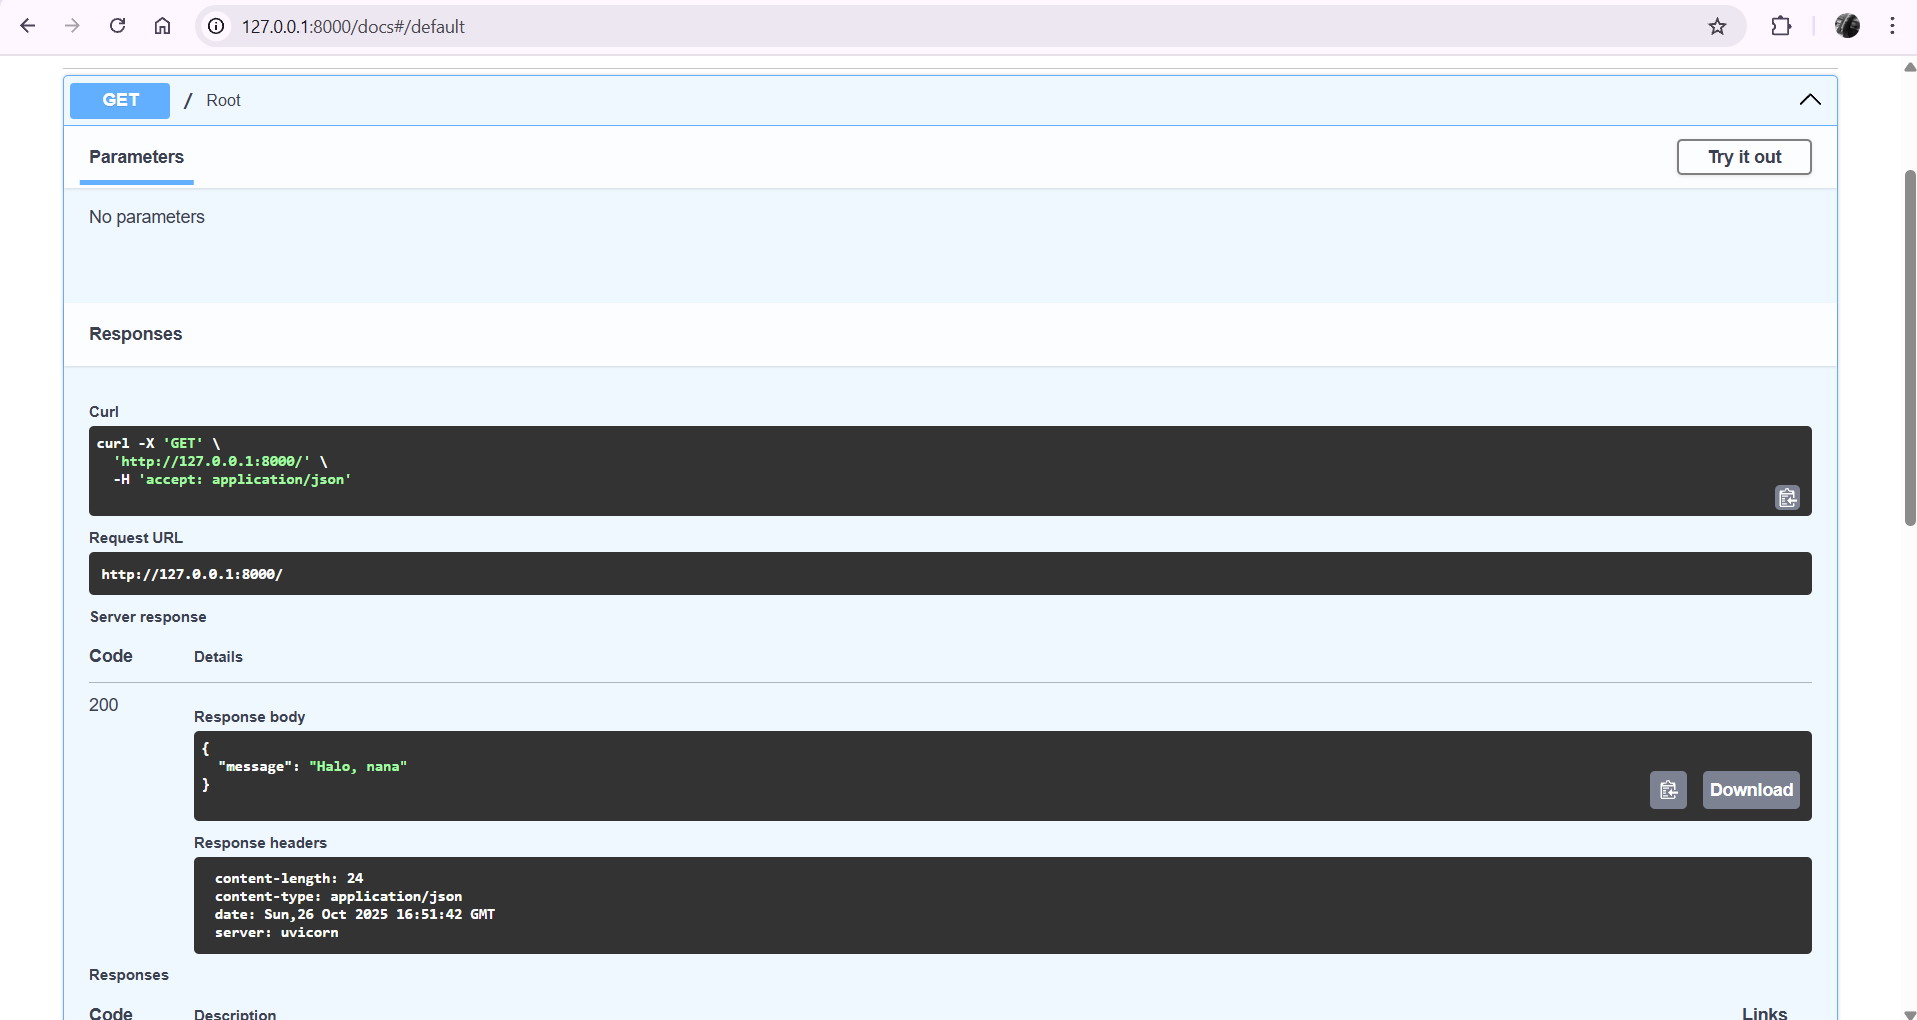 127.0.0.1:8000/docs#/default
GET / Root
Parameters
Try it out
No parameters
Responses
Curl
curl -X 'GET' \
'http://127.0.0.1:8000/' \
-H 'accept: application/json'
Request URL
http://127.0.0.1:8000/
Server response
Code Details
200
Response body
{
"message": "Halo, nana"
}
Download
Response headers
content-length: 24
content-type: application/json
date: Sun,26 Oct 2025 16:51:42 GMT
server: uvicorn
Responses
Code Description Links